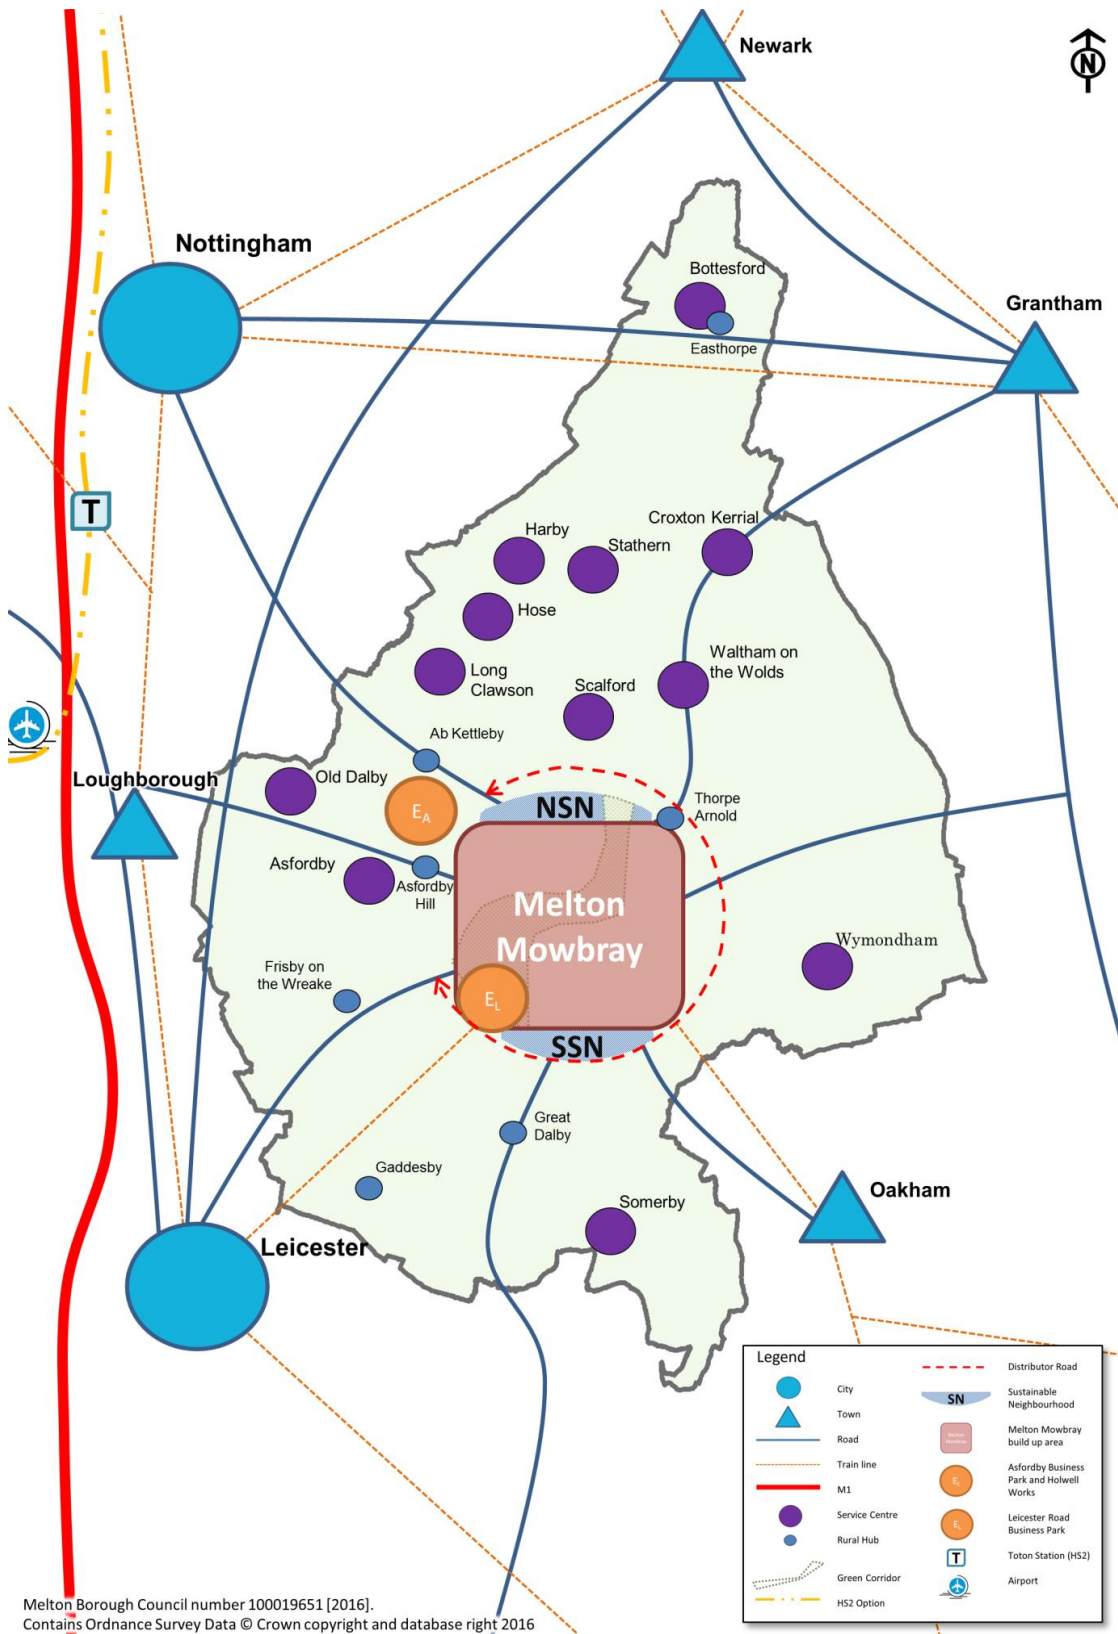 Newark
N
Nottingham
Bottesford
Grantham
Easthorpe
T
Croxton Kerrial
Harby
Stathern
Hose
Waltham on
the Wolds
Long
Clawson
Scalford
Ab Kettleby
Loughborough
Old Dalby
Thorpe
Arnold
EA
NSN
Asfordby
Asfordby
Hill
Melton
Mowbray
Wymondham
Frisby on
the Wreake
EL
SSN
Great
Dalby
Gaddesby
Oakham
Somerby
Leicester
Legend
City
Town
Road
Train line
M1
Service Centre
Rural Hub
Green Corridor
HS2 Option
Distributor Road
SN
Sustainable
Neighbourhood
Melton
Mowbray
Melton Mowbray
build up area
EL
Asfordby Business
Park and Holwell
Works
EL
Leicester Road
Business Park
T
Toton Station (HS2)
Airport
Melton Borough Council number 100019651 [2016].
Contains Ordnance Survey Data © Crown copyright and database right 2016